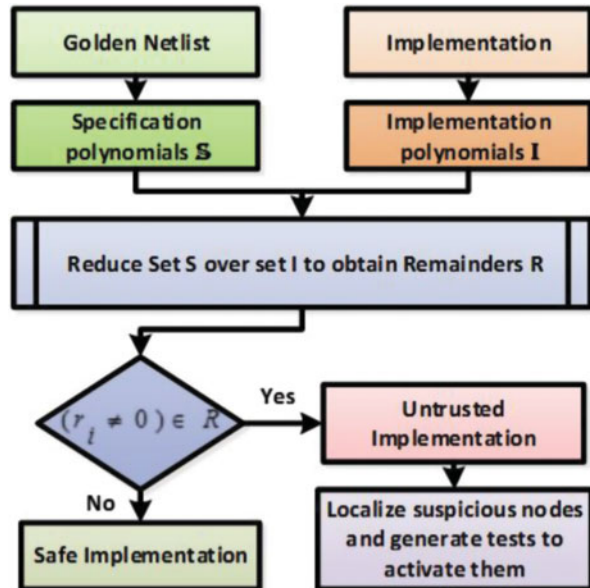 Golden Netlist
Implementation
Specification
polynomials 𝕊
Implementation
polynomials I
Reduce Set S over set I to obtain Remainders R
(r_i ≠ 0) ∈ R
Yes
Untrusted
Implementation
No
Safe Implementation
Localize suspicious nodes
and generate tests to
activate them